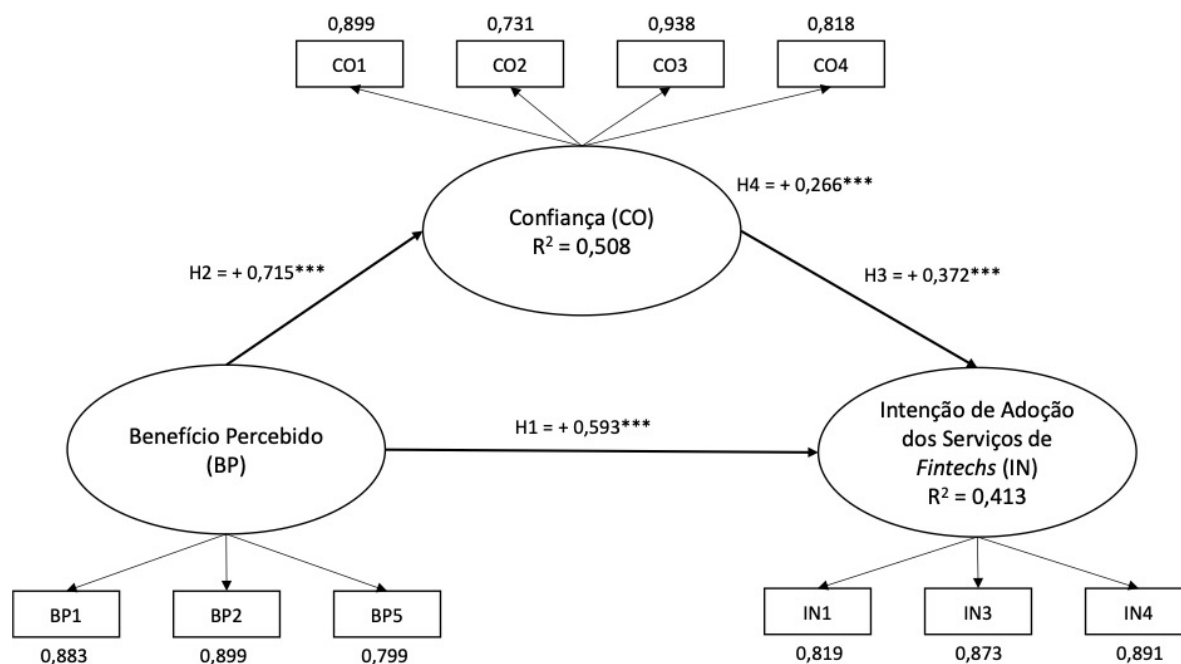 0,899 0,731 0,938 0,818
CO1 CO2 CO3 CO4
H4 = + 0,266***
Confiança (CO)
R² = 0,508
H2 = + 0,715***
H3 = + 0,372***
Benefício Percebido
(BP)
H1 = + 0,593***
Intenção de Adoção
dos Serviços de
Fintechs (IN)
R² = 0,413
BP1 BP2 BP5
IN1 IN3 IN4
0,883 0,899 0,799
0,819 0,873 0,891